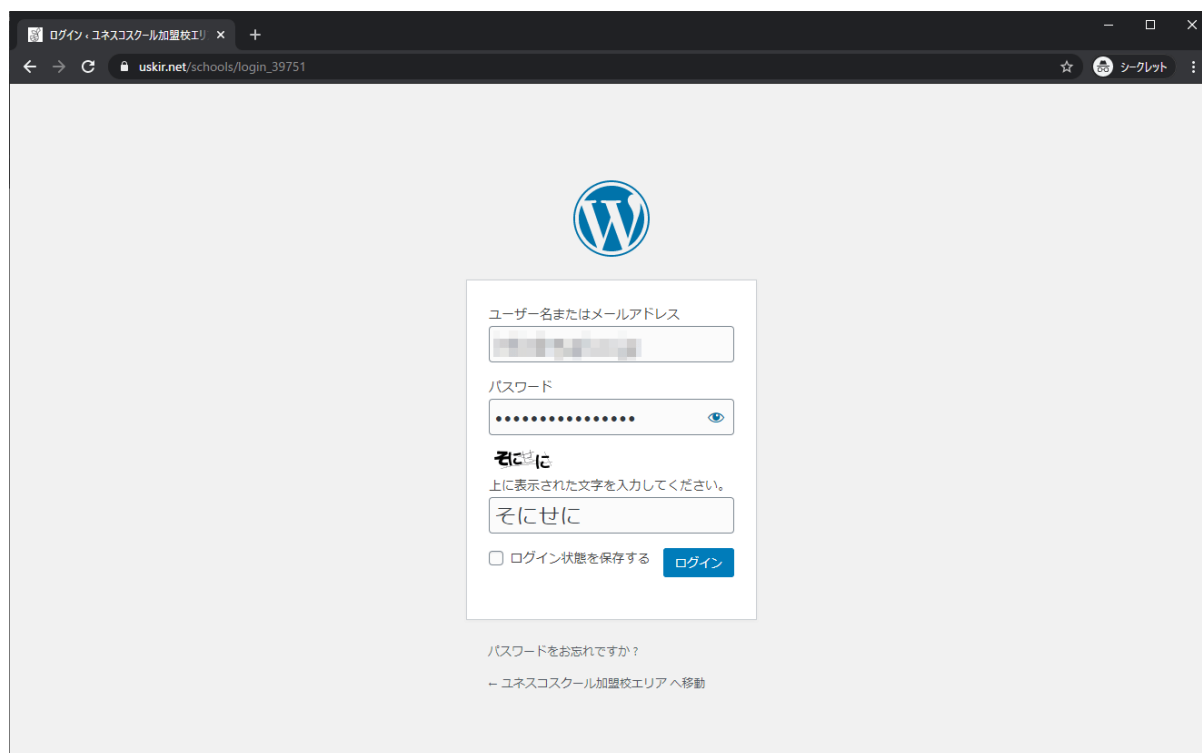 ログイン ‹ ユネスコスクール加盟校エリ
uskir.net/schools/login_39751
シークレット
ユーザー名またはメールアドレス
パスワード
そにせに
上に表示された文字を入力してください。
そにせに
ログイン状態を保存する
ログイン
パスワードをお忘れですか ?
← ユネスコスクール加盟校エリア へ移動